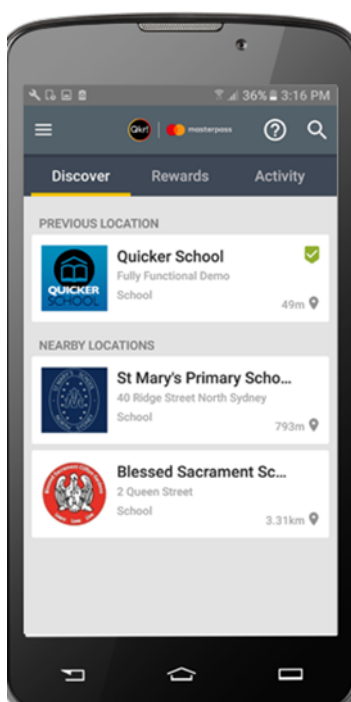 36% 3:16 PM
Qkr! masterpass
Discover Rewards Activity
PREVIOUS LOCATION
QUICKER
SCHOOL
Quicker School
Fully Functional Demo
School
49m
NEARBY LOCATIONS
St Mary's Primary Scho...
40 Ridge Street North Sydney
School
793m
Blessed Sacrament Sc...
2 Queen Street
School
3.31km